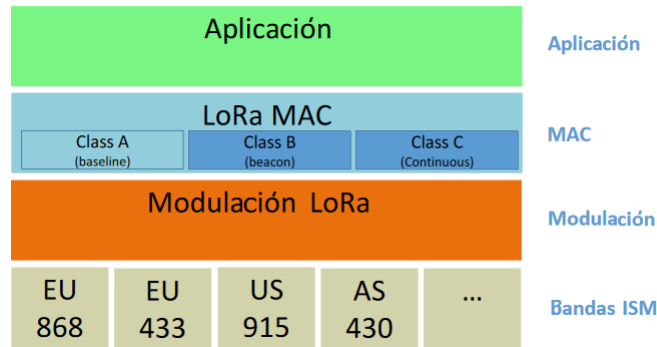 Aplicación
Aplicación
LoRa MAC
MAC
Class A
(baseline)
Class B
(beacon)
Class C
(Continuous)
Modulación LoRa
Modulación
EU
868
EU
433
US
915
AS
430
...
Bandas ISM